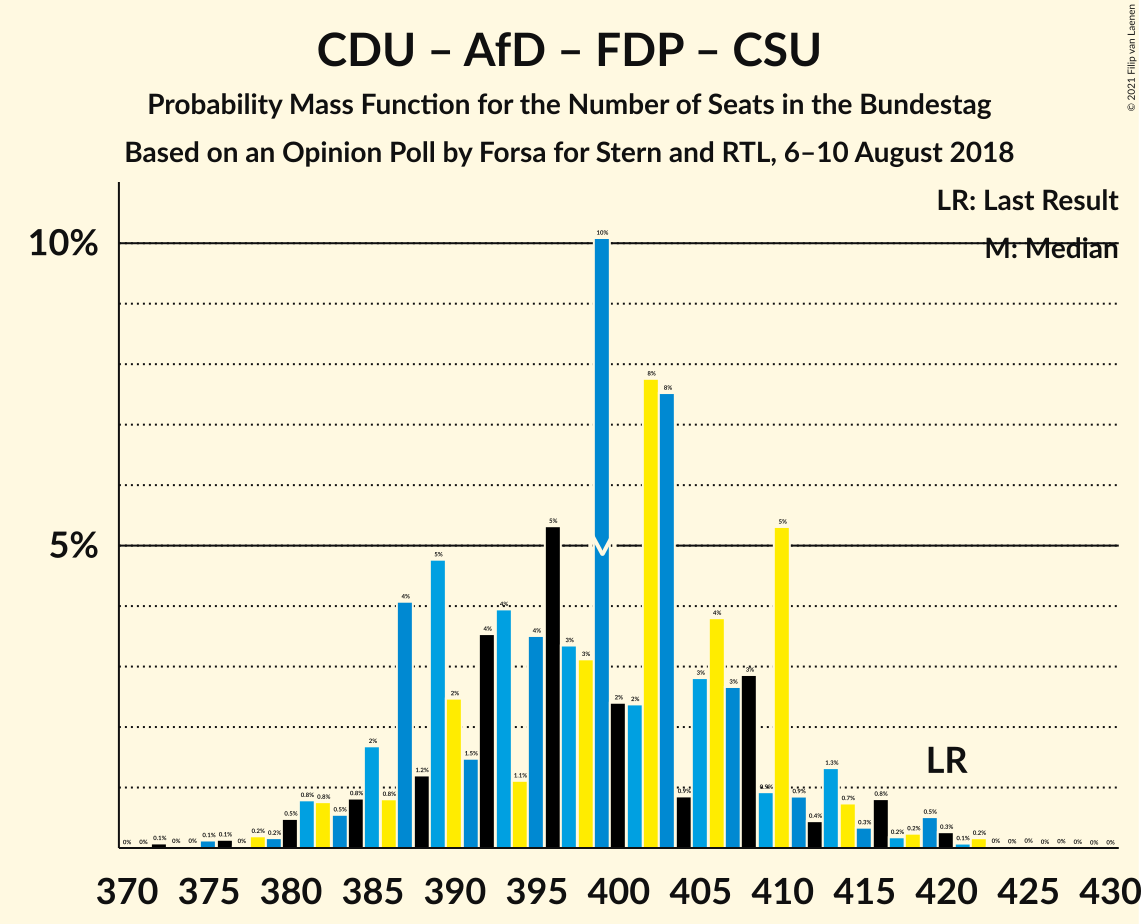 © 2021 Filip van Laenen
CDU – AfD – FDP – CSU
Probability Mass Function for the Number of Seats in the Bundestag
Based on an Opinion Poll by Forsa for Stern and RTL, 6–10 August 2018
LR: Last Result
M: Median
10%
5%
LR
0% 0% 0.1% 0% 0% 0.1% 0.1% 0% 0.2% 0.2% 0.5% 0.8% 0.8% 0.5% 0.8% 2% 0.8% 4% 1.2% 5% 2% 1.5% 4% 4% 1.1% 4% 5% 3% 3% 10% 2% 2% 8% 8% 0.9% 3% 4% 3% 3% 0.9% 5% 0.9% 0.4% 1.3% 0.7% 0.3% 0.8% 0.2% 0.2% 0.5% 0.3% 0.1% 0.2% 0% 0% 0% 0% 0% 0% 0% 0%
370 375 380 385 390 395 400 405 410 415 420 425 430